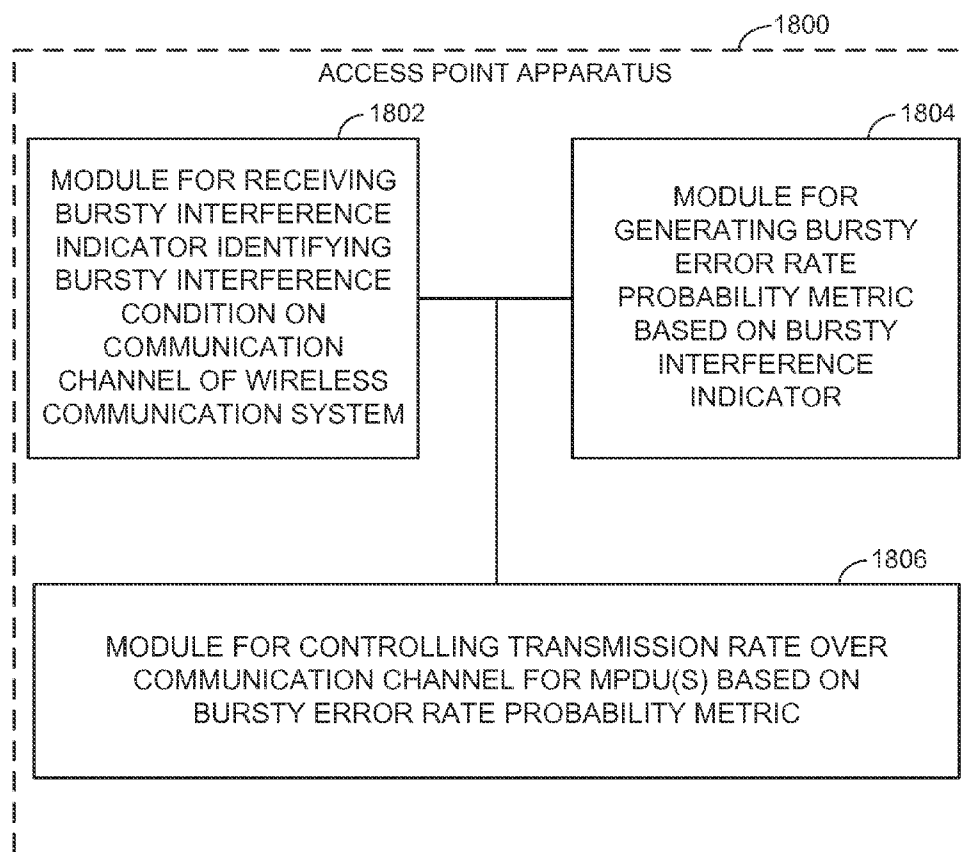 1800
ACCESS POINT APPARATUS
1802
MODULE FOR RECEIVING
BURSTY INTERFERENCE
INDICATOR IDENTIFYING
BURSTY INTERFERENCE
CONDITION ON
COMMUNICATION
CHANNEL OF WIRELESS
COMMUNICATION SYSTEM
1804
MODULE FOR
GENERATING BURSTY
ERROR RATE
PROBABILITY METRIC
BASED ON BURSTY
INTERFERENCE
INDICATOR
1806
MODULE FOR CONTROLLING TRANSMISSION RATE OVER
COMMUNICATION CHANNEL FOR MPDU(S) BASED ON
BURSTY ERROR RATE PROBABILITY METRIC